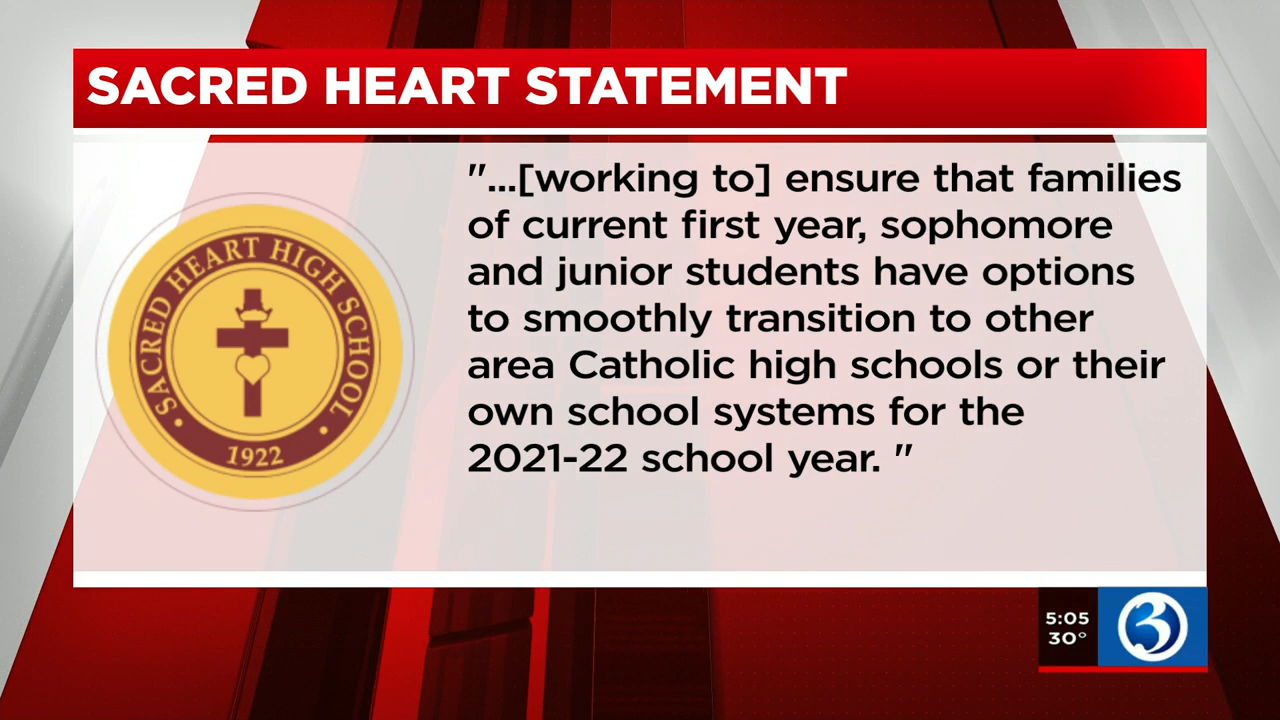 SACRED HEART STATEMENT
"...[working to] ensure that families
of current first year, sophomore
and junior students have options
to smoothly transition to other
area Catholic high schools or their
own school systems for the
2021-22 school year. "
• SACRED HEART HIGH SCHOOL •
1922
5:05
30°
3